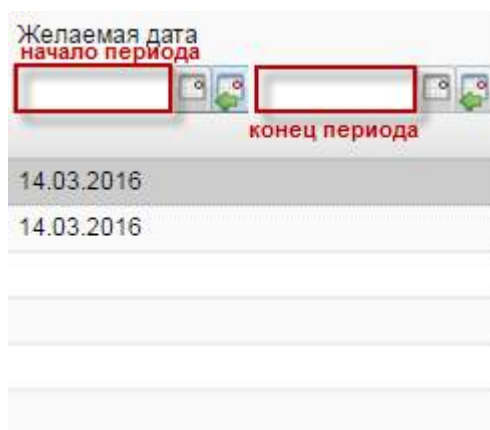 Желаемая дата
начало периода
конец периода
14.03.2016
14.03.2016